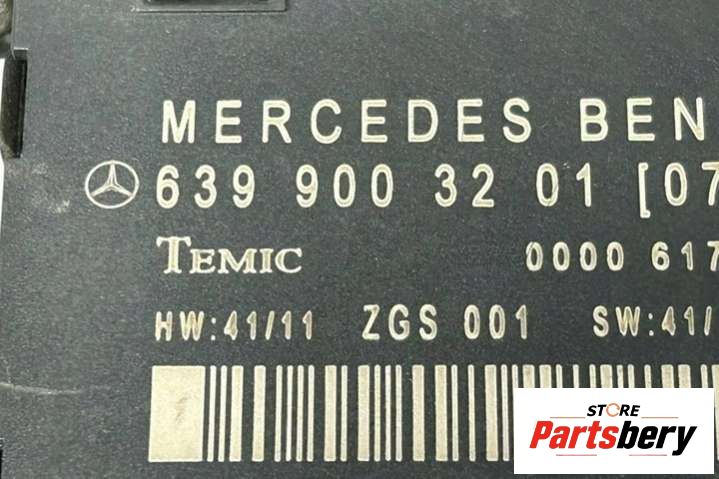 MERCEDES BEN
639 900 32 01 [07
TEMIC 0000 617
HW:41/11 ZGS 001 SW:41/
STORE
Partsbery